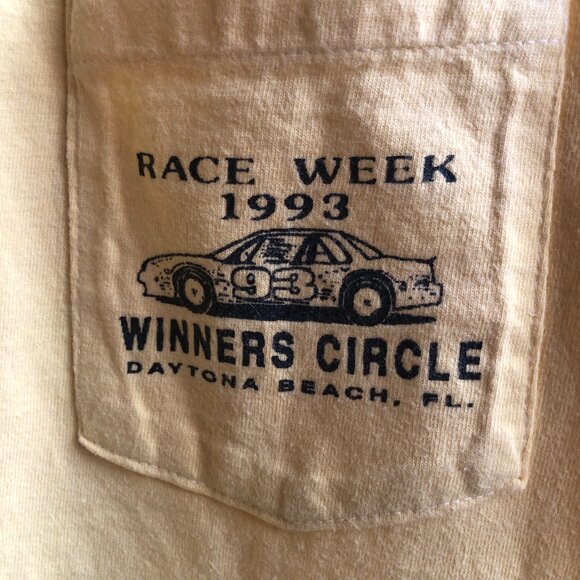 RACE WEEK
1993
93
WINNERS CIRCLE
DAYTONA BEACH, FL.